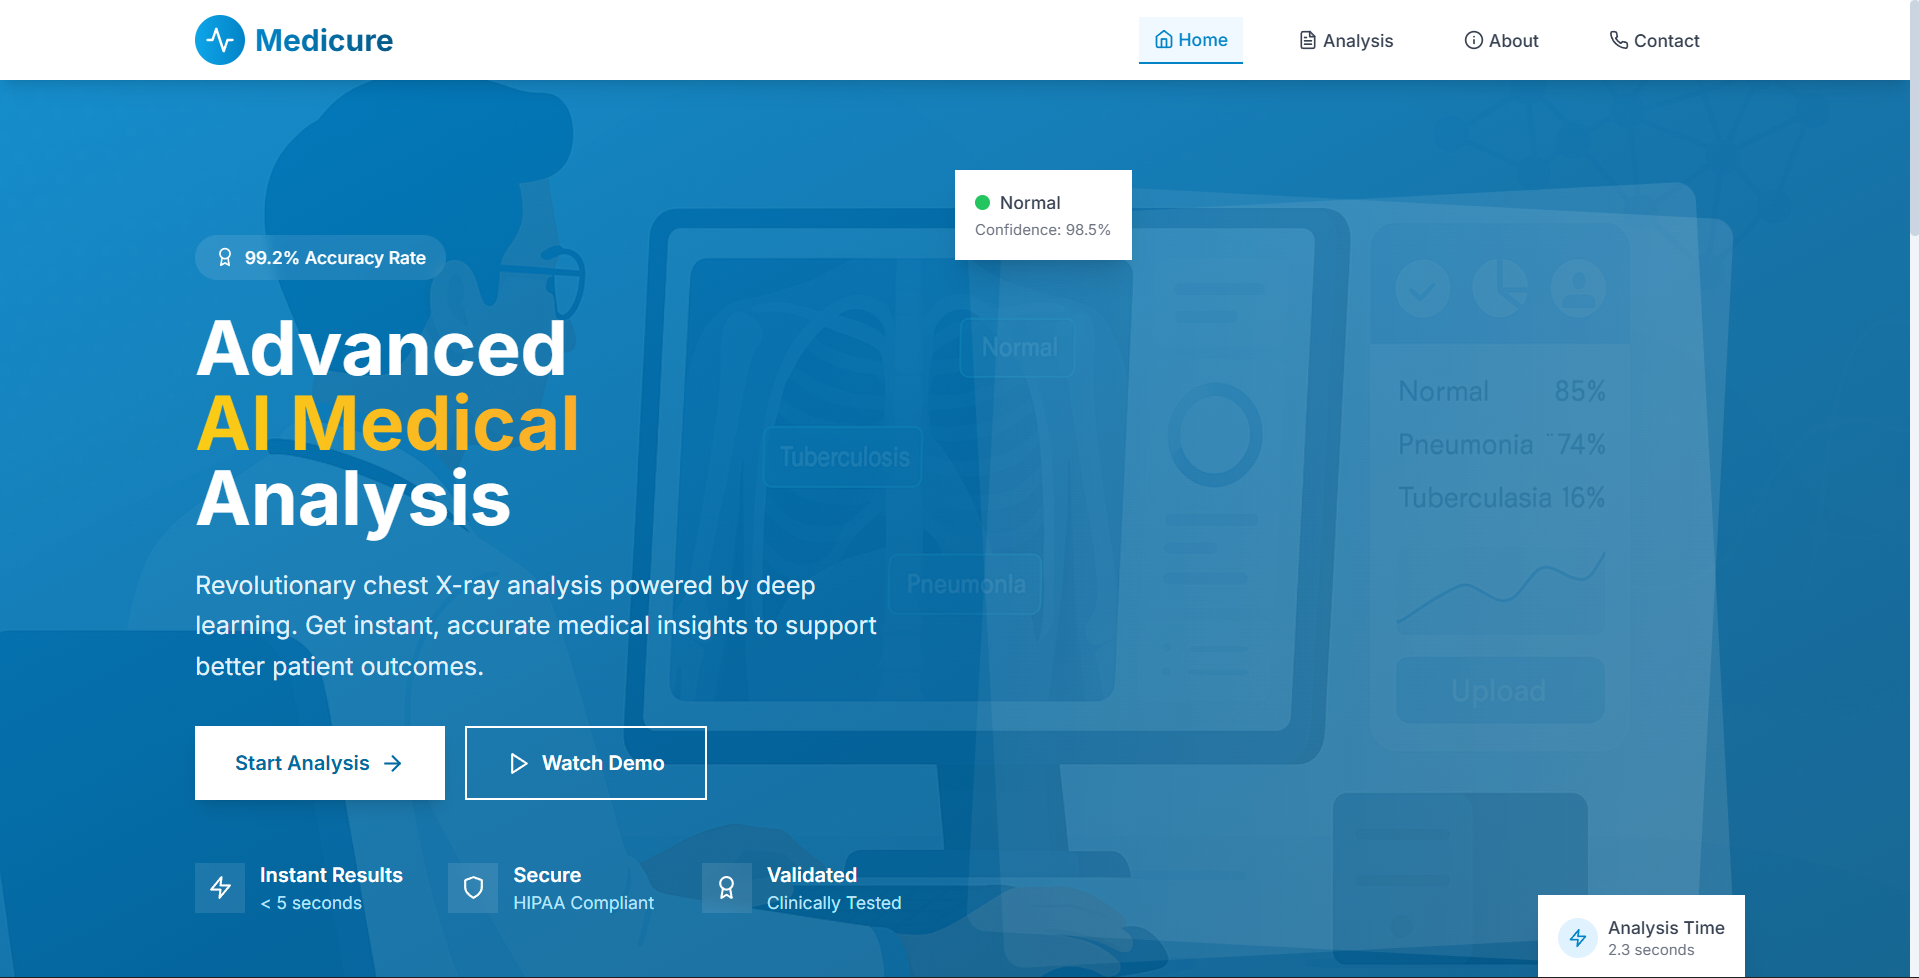 Medicure
Home
Analysis
About
Contact
Normal
Confidence: 98.5%
99.2% Accuracy Rate
Advanced
AI Medical
Analysis
Revolutionary chest X-ray analysis powered by deep
learning. Get instant, accurate medical insights to support
better patient outcomes.
Start Analysis
Watch Demo
Instant Results
< 5 seconds
Secure
HIPAA Compliant
Validated
Clinically Tested
Normal
Tuberculosis
Pneumonla
Normal 85%
Pneumonia 74%
Tuberculasia 16%
Upload
Analysis Time
2.3 seconds